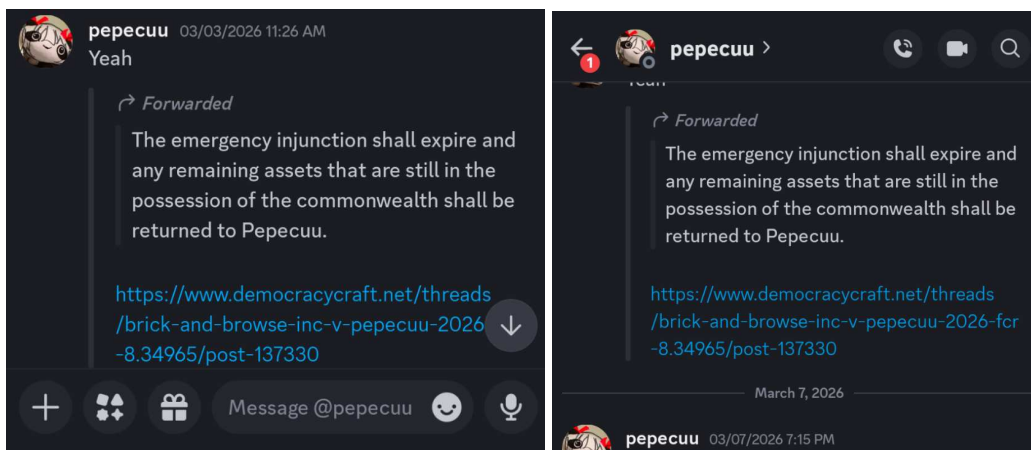 pepecuu 03/03/2026 11:26 AM
Yeah
Forwarded
The emergency injunction shall expire and
any remaining assets that are still in the
possession of the commonwealth shall be
returned to Pepecuu.
https://www.democracycraft.net/threads
/brick-and-browse-inc-v-pepecuu-2026
-8.34965/post-137330
Message @pepecuu
1
pepecuu
Yeah
Forwarded
The emergency injunction shall expire and
any remaining assets that are still in the
possession of the commonwealth shall be
returned to Pepecuu.
https://www.democracycraft.net/threads
/brick-and-browse-inc-v-pepecuu-2026-fcr
-8.34965/post-137330
March 7, 2026
pepecuu 03/07/2026 7:15 PM